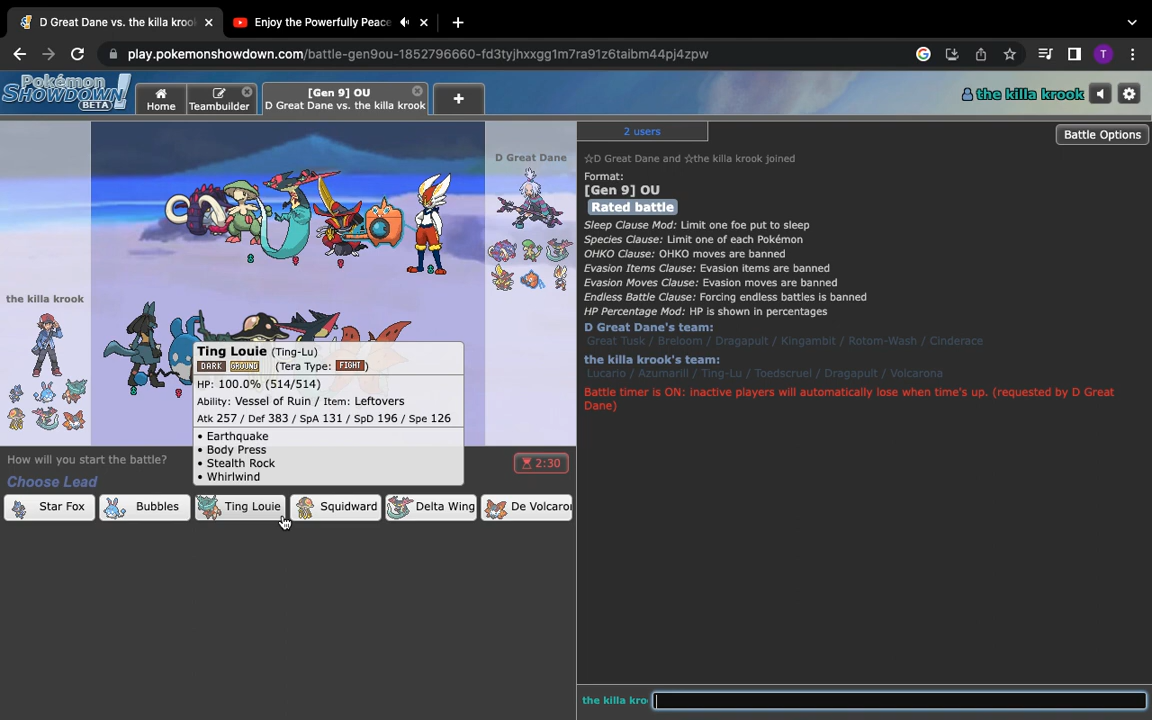 D Great Dane vs. the killa kroo
Enjoy the Powerfully Peace
play.pokemonshowdown.com/battle-gen9ou-1852796660-fd3tyjhxxgg1m7ra91z6taibm44pj4zpw
T
Pokémon
SHOWDOWN!
BETA
Home
Teambuilder
[Gen 9] OU
D Great Dane vs. the killa krook
the killa krook
2 users
Battle Options
D Great Dane
the killa krook
☆D Great Dane and ☆the killa krook joined
Format:
[Gen 9] OU
Rated battle
Sleep Clause Mod: Limit one foe put to sleep
Species Clause: Limit one of each Pokémon
OHKO Clause: OHKO moves are banned
Evasion Items Clause: Evasion items are banned
Evasion Moves Clause: Evasion moves are banned
Endless Battle Clause: Forcing endless battles is banned
HP Percentage Mod: HP is shown in percentages
D Great Dane's team:
Great Tusk / Breloom / Dragapult / Kingambit / Rotom-Wash / Cinderace
the killa krook's team:
Lucario / Azumarill / Ting-Lu / Toedscruel / Dragapult / Volcarona
Battle timer is ON: inactive players will automatically lose when time's up. (requested by D Great
Dane)
Ting Louie (Ting-Lu)
DARK GROUND (Tera Type: FIGHT)
HP: 100.0% (514/514)
Ability: Vessel of Ruin / Item: Leftovers
Atk 257 / Def 383 / SpA 131 / SpD 196 / Spe 126
• Earthquake
• Body Press
• Stealth Rock
• Whirlwind
How will you start the battle?
2:30
Choose Lead
Star Fox
Bubbles
Ting Louie
Squidward
Delta Wing
De Volcaron
the killa kro